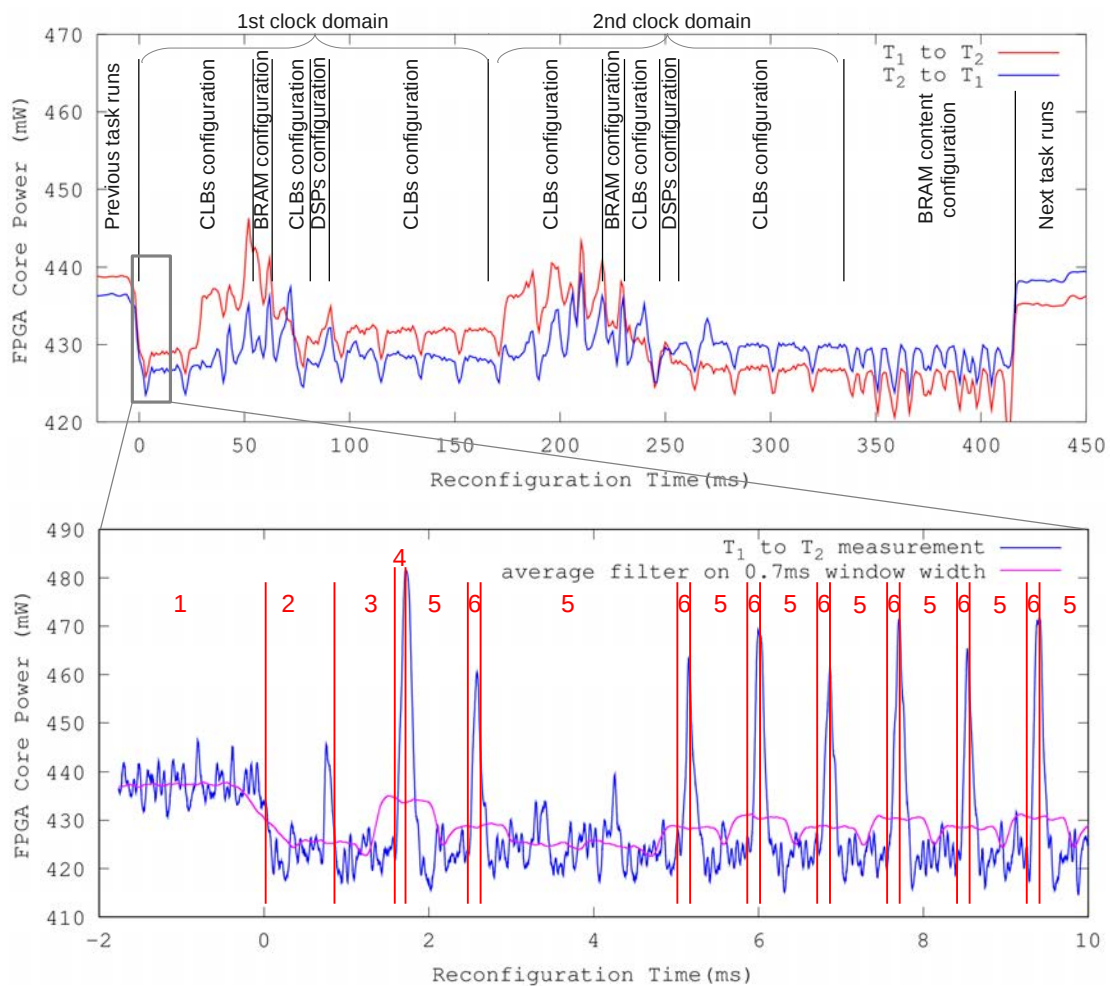 1st clock domain
2nd clock domain
470
460
450
440
430
420
FPGA Core Power (mW)
Previous task runs
CLBs configuration
BRAM configuration
CLBs configuration
DSPs configuration
CLBs configuration
CLBs configuration
BRAM configuration
CLBs configuration
DSPs configuration
CLBs configuration
BRAM content
configuration
Next task runs
T1 to T2
T2 to T1
0 50 100 150 200 250 300 350 400 450
Reconfiguration Time(ms)
490
480
470
460
450
440
430
420
410
FPGA Core Power (mW)
T1 to T2 measurement
average filter on 0.7ms window width
4
1 2 3 5 6 5 6 5 6 5 6 5 6 5 6 5 6 5
-2 0 2 4 6 8 10
Reconfiguration Time(ms)